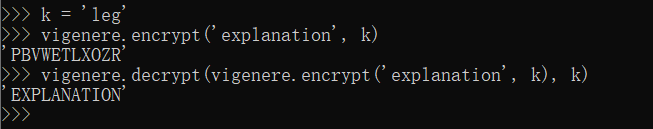 >>> k = 'leg'
>>> vigenere.encrypt('explanation', k)
'PBVWETLXOZR'
>>> vigenere.decrypt(vigenere.encrypt('explanation', k), k)
'EXPLANATION'
>>>